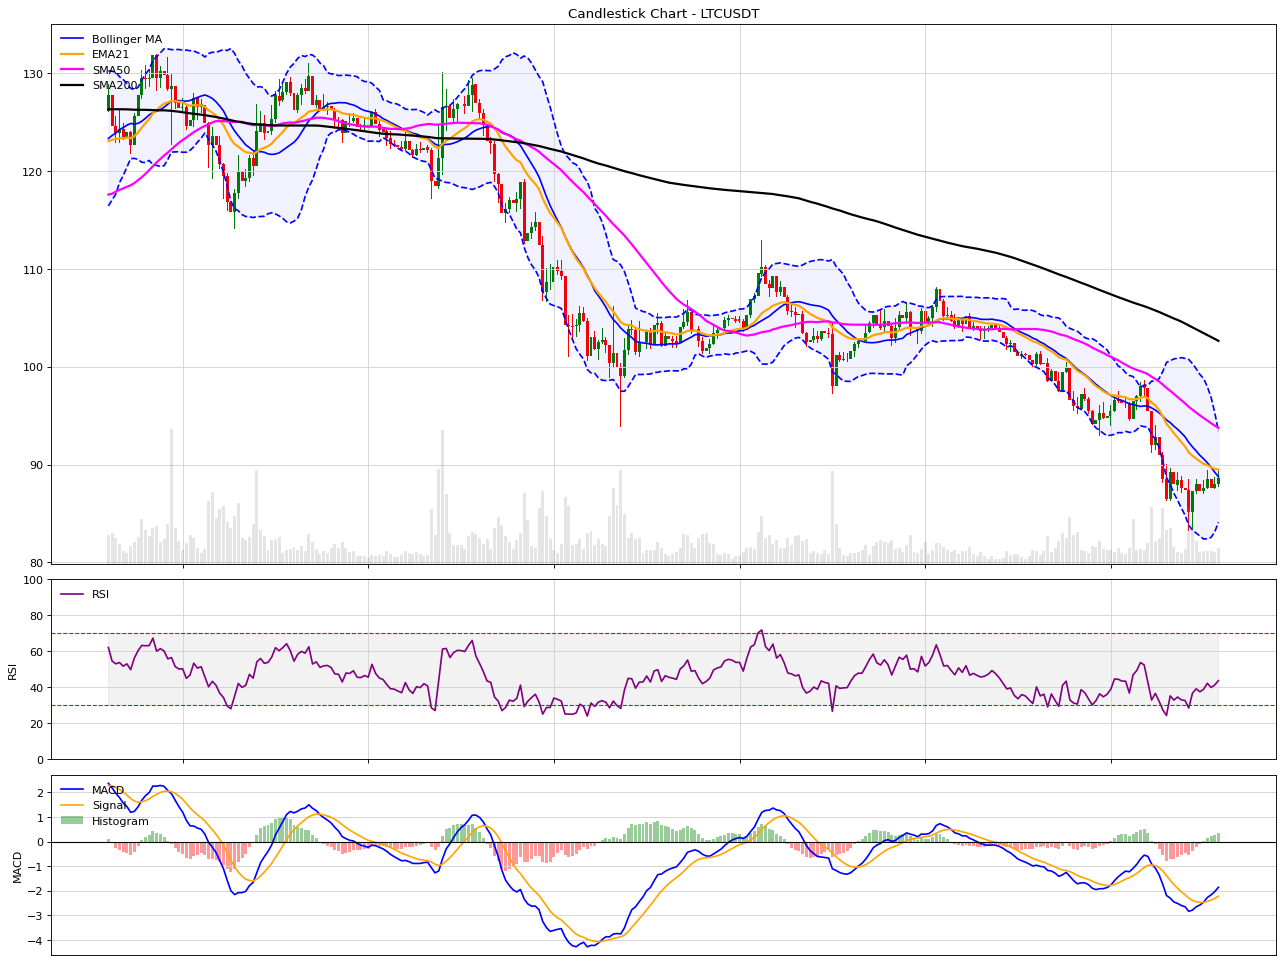 Candlestick Chart - LTCUSDT
Bollinger MA
EMA21
SMA50
SMA200
130
120
110
100
90
80
RSI
100
80
60
40
20
0
RSI
MACD
Signal
Histogram
2
1
0
−1
−2
−3
−4
MACD